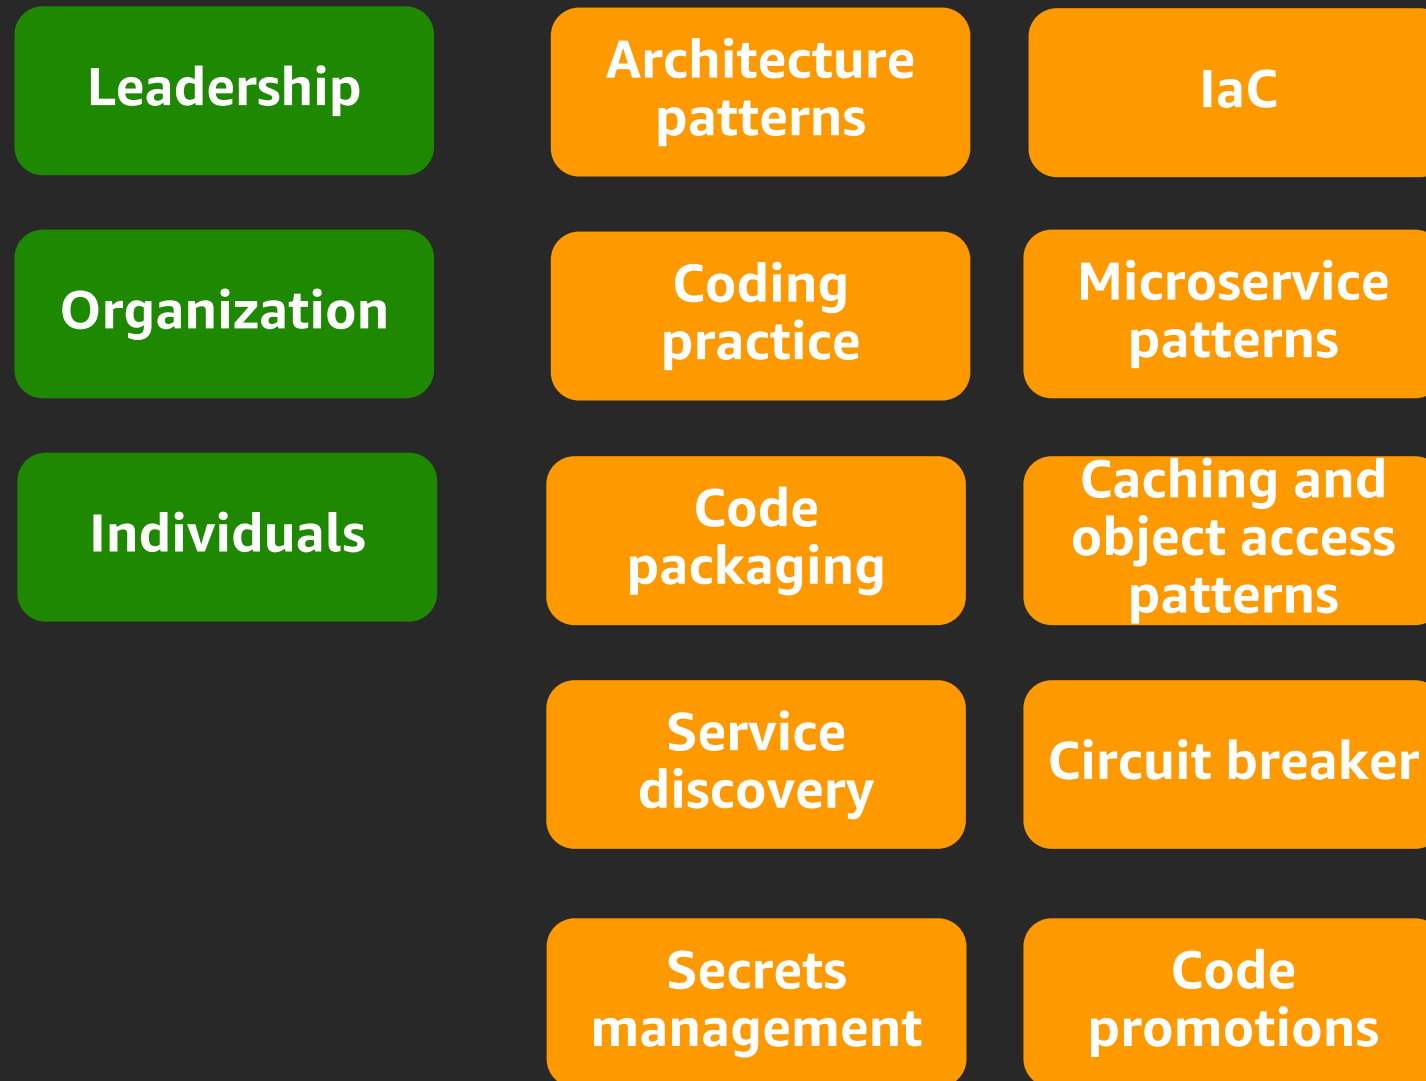 Leadership
Organization
Individuals
Architecture
patterns
Coding
practice
Code
packaging
Service
discovery
Secrets
management
IaC
Microservice
patterns
Caching and
object access
patterns
Circuit breaker
Code
promotions